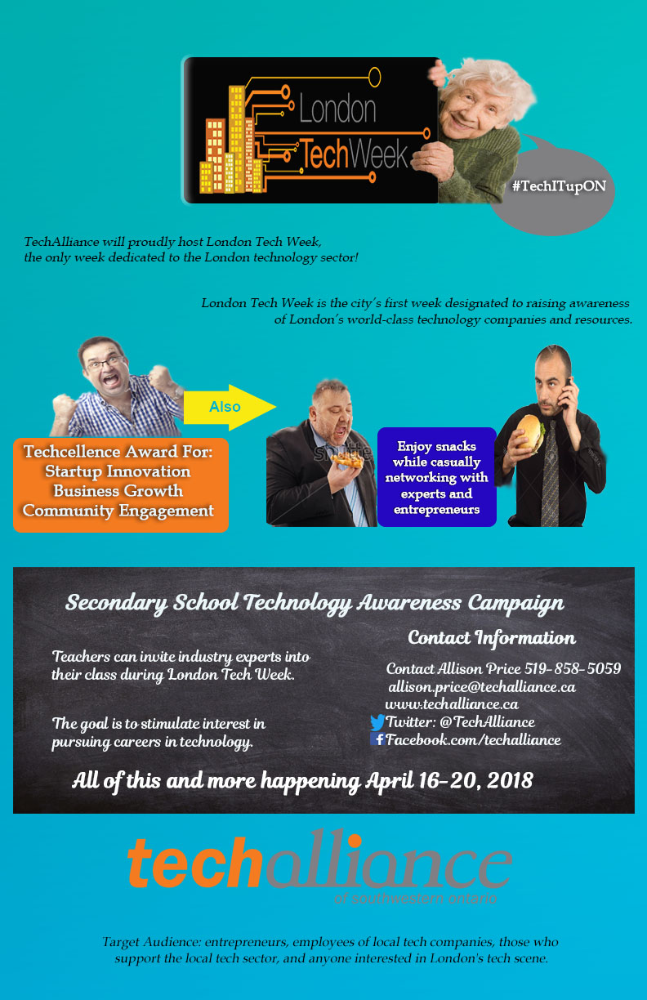 London
TechWeek
#TechITupON
TechAlliance will proudly host London Tech Week,
the only week dedicated to the London technology sector!
London Tech Week is the city's first week designated to raising awareness
of London's world-class technology companies and resources.
Also
Techcellence Award For:
Startup Innovation
Business Growth
Community Engagement
Enjoy snacks
while casually
networking with
experts and
entrepreneurs
Secondary School Technology Awareness Campaign
Teachers can invite industry experts into
their class during London Tech Week.
The goal is to stimulate interest in
pursuing careers in technology.
Contact Information
Contact Allison Price 519-858-5059
allison.price@techalliance.ca
www.techalliance.ca
Twitter: @TechAlliance
Facebook.com/techalliance
All of this and more happening April 16-20, 2018
techalliance
of southwestern ontario
Target Audience: entrepreneurs, employees of local tech companies, those who
support the local tech sector, and anyone interested in London's tech scene.